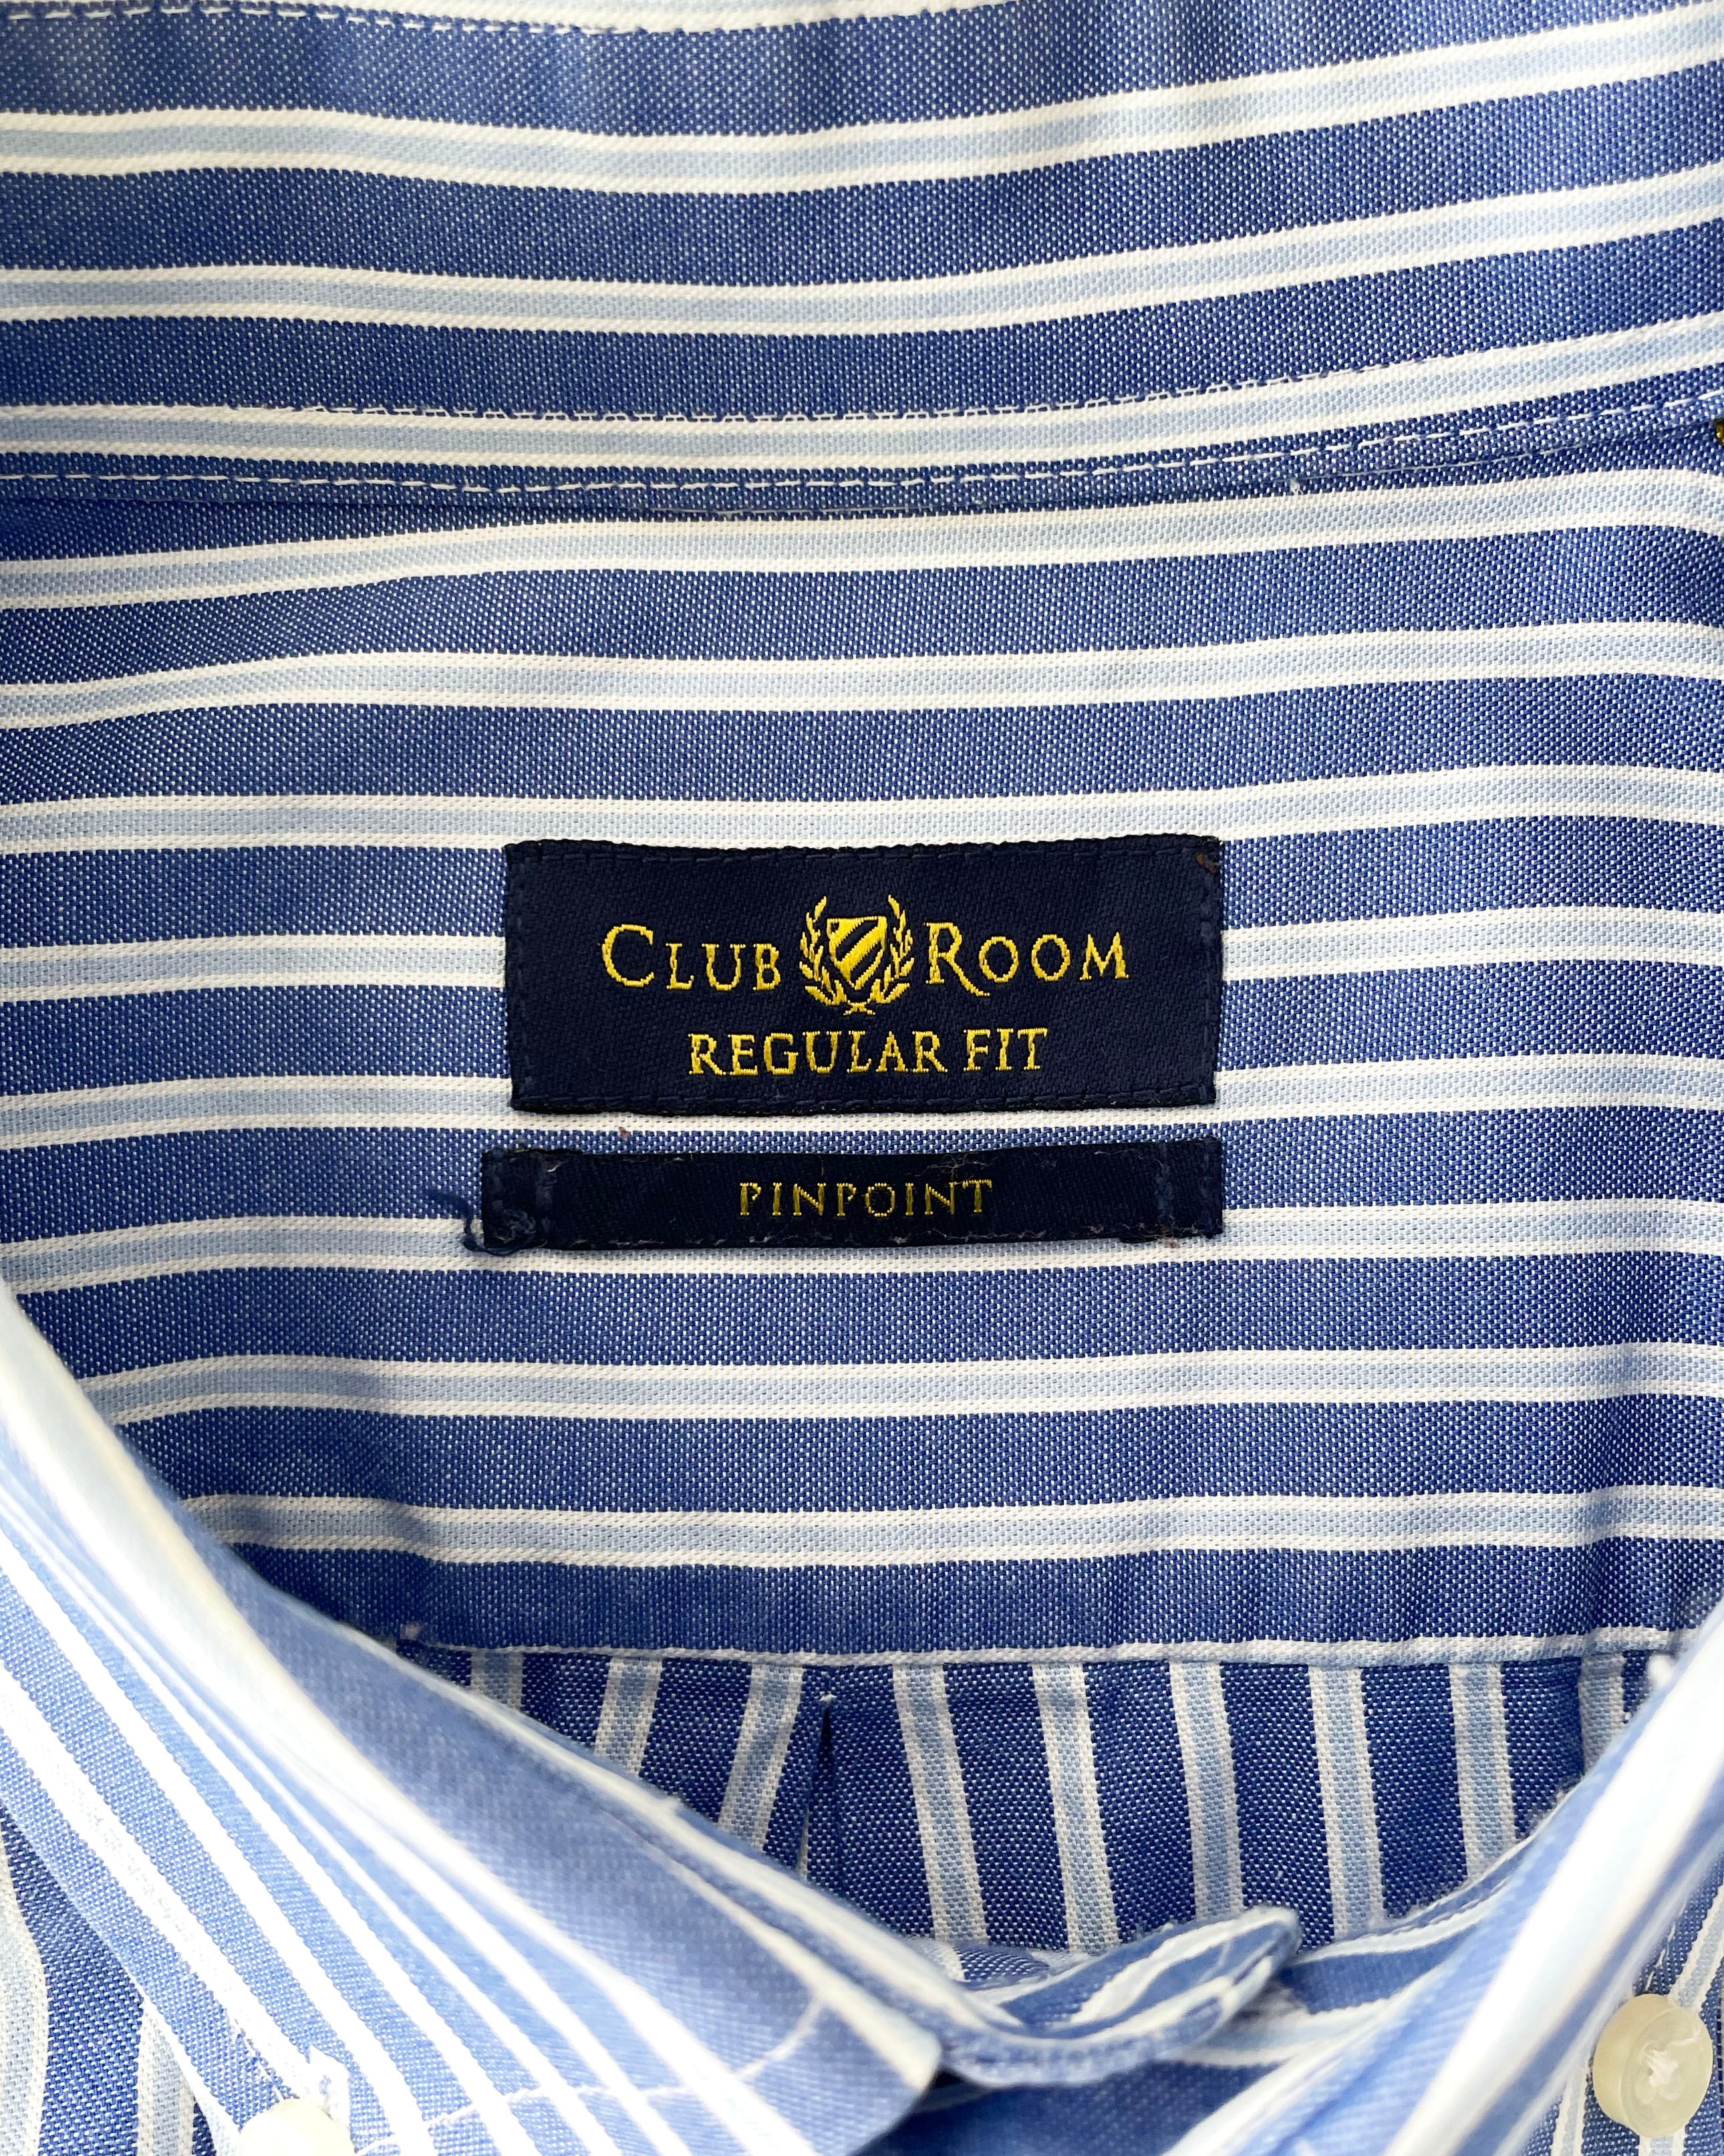 CLUB ROOM
REGULAR FIT
PINPOINT